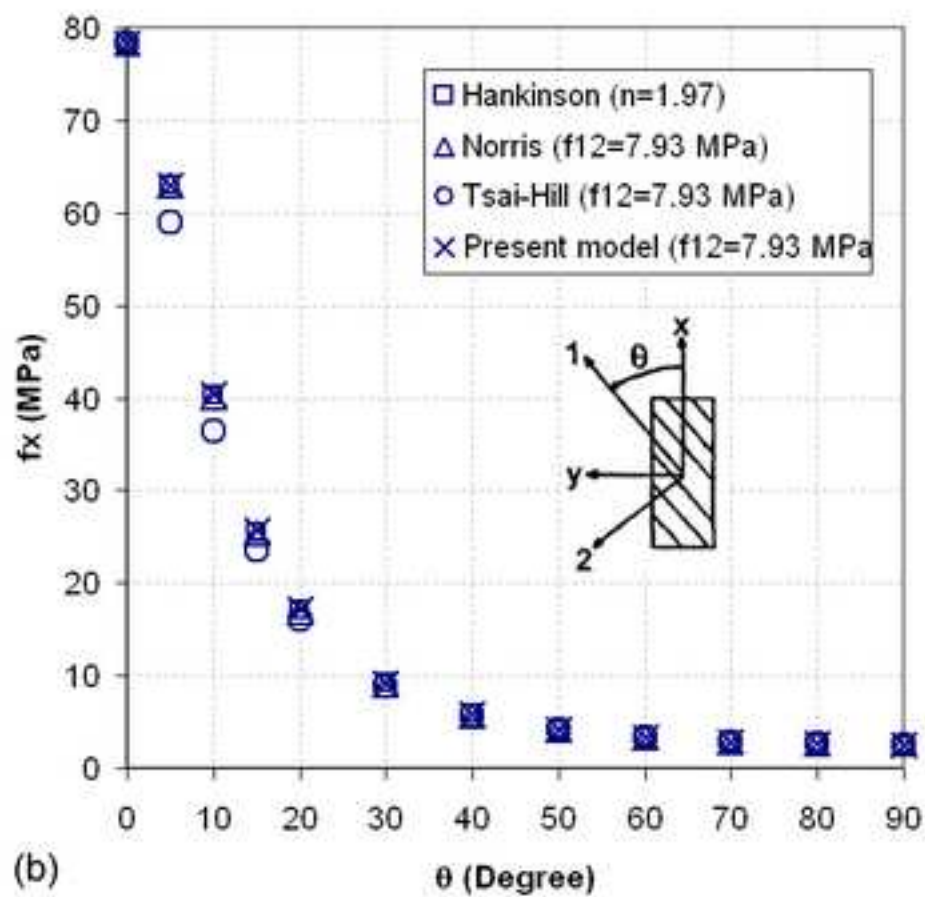 80
70
60
50
40
30
20
10
0
fx (MPa)
Hankinson (n=1.97)
Norris (f12=7.93 MPa)
Tsai-Hill (f12=7.93 MPa)
Present model (f12=7.93 MPa
x
1
θ
y
2
0 10 20 30 40 50 60 70 80 90
(b)
θ (Degree)